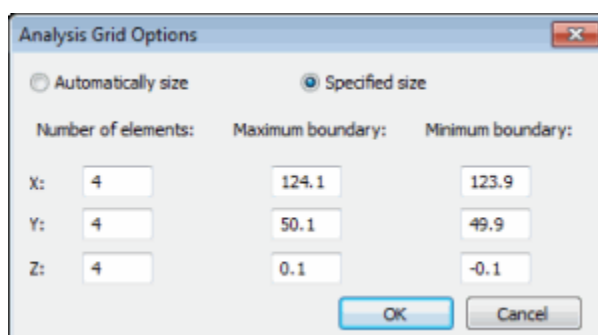 Analysis Grid Options
Automatically size Specified size
Number of elements: Maximum boundary: Minimum boundary:
X: 4 124.1 123.9
Y: 4 50.1 49.9
Z: 4 0.1 -0.1
OK Cancel